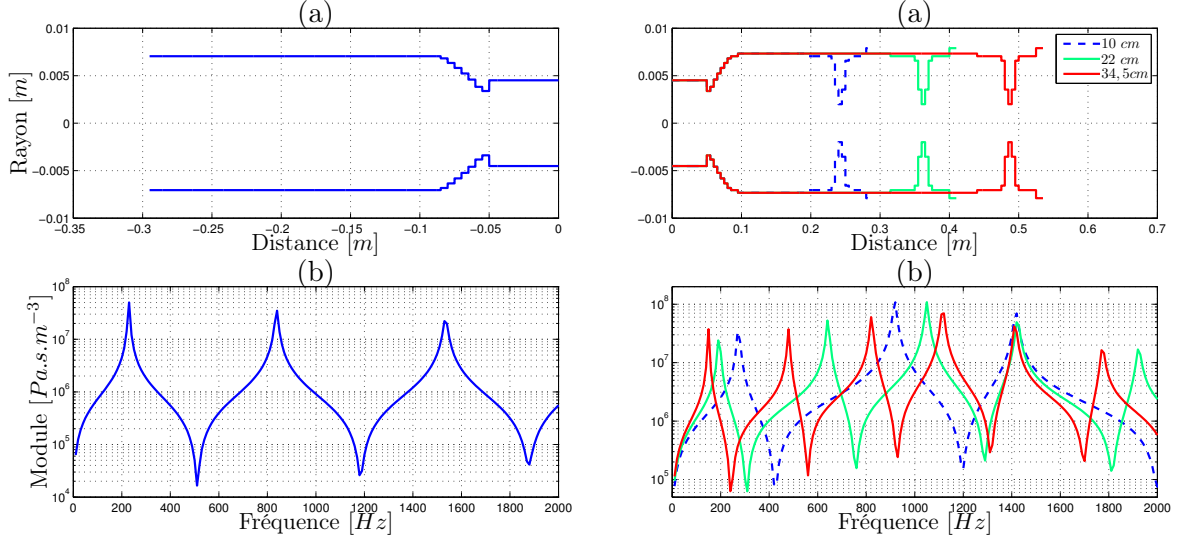 (a)
0.01
0.005
0
−0.005
−0.01
Rayon [m]
−0.35 −0.3 −0.25 −0.2 −0.15 −0.1 −0.05 0
Distance [m]
(a)
0.01
0.005
0
−0.005
−0.01
10 cm
22 cm
34,5cm
0 0.1 0.2 0.3 0.4 0.5 0.6 0.7
Distance [m]
(b)
10^8
10^7
10^6
10^5
10^4
Module [Pa.s.m^−3]
0 200 400 600 800 1000 1200 1400 1600 1800 2000
Fréquence [Hz]
(b)
10^8
10^7
10^6
10^5
0 200 400 600 800 1000 1200 1400 1600 1800 2000
Fréquence [Hz]